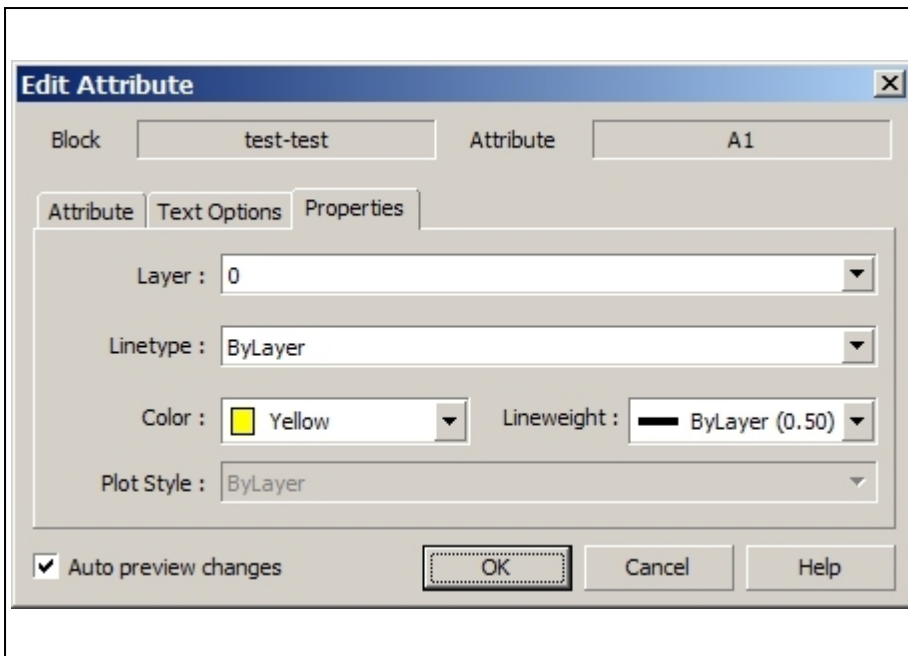 Edit Attribute
Block test-test Attribute A1
Attribute Text Options Properties
Layer : 0
Linetype : ByLayer
Color : Yellow Lineweight : ByLayer (0.50)
Plot Style : ByLayer
Auto preview changes OK Cancel Help